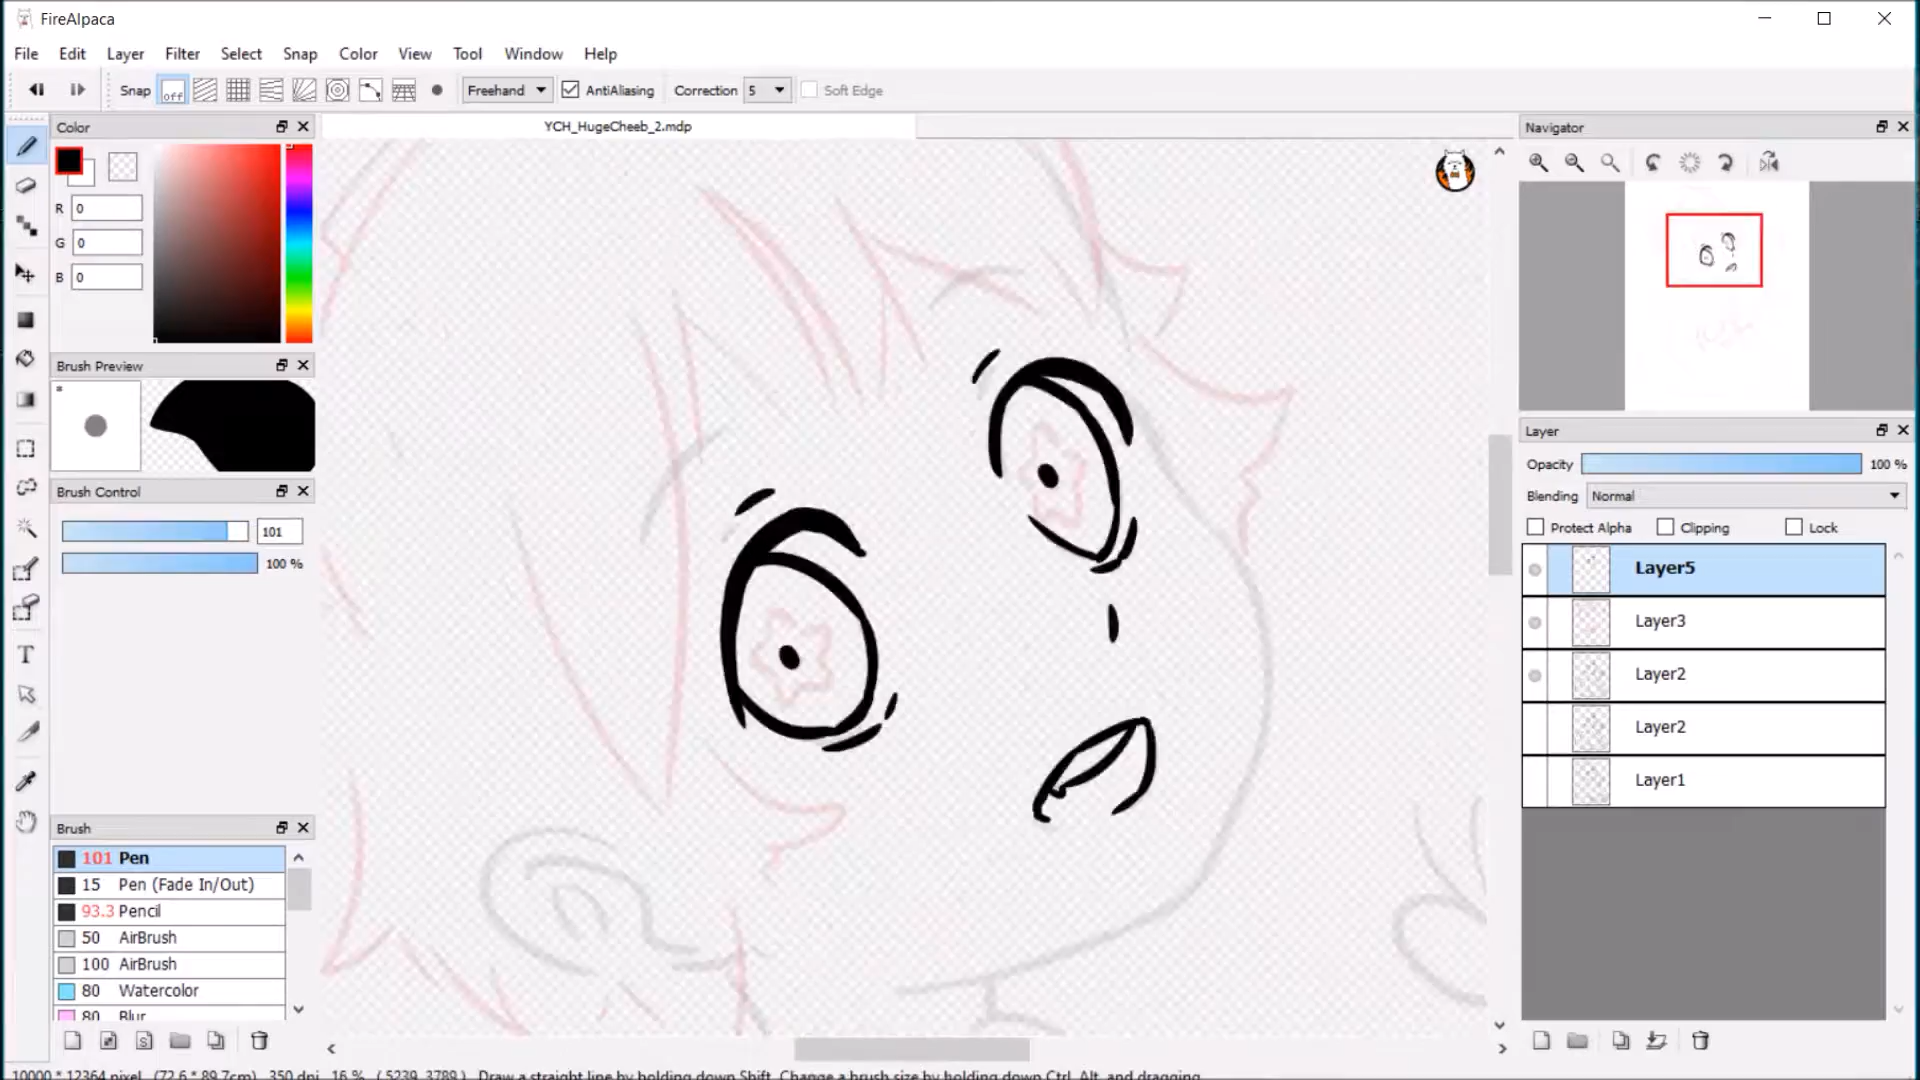 FireAlpaca
File Edit Layer Filter Select Snap Color View Tool Window Help
Snap off Freehand AntiAliasing Correction 5 Soft Edge
Color
YCH_HugeCheeb_2.mdp
Navigator
R 0
G 0
B 0
Brush Preview
*
Brush Control
101
100 %
Layer
Opacity 100 %
Blending Normal
Protect Alpha Clipping Lock
Layer5
Layer3
Layer2
Layer2
Layer1
T
Brush
101 Pen
15 Pen (Fade In/Out)
93.3 Pencil
50 AirBrush
100 AirBrush
80 Watercolor
80 Blur
S
10000 * 12364 pixel (72.6 * 89.7cm) 350 dpi 16 % ( 5239, 3789 ) Draw a straight line by holding down Shift, Change a brush size by holding down Ctrl, Alt, and dragging